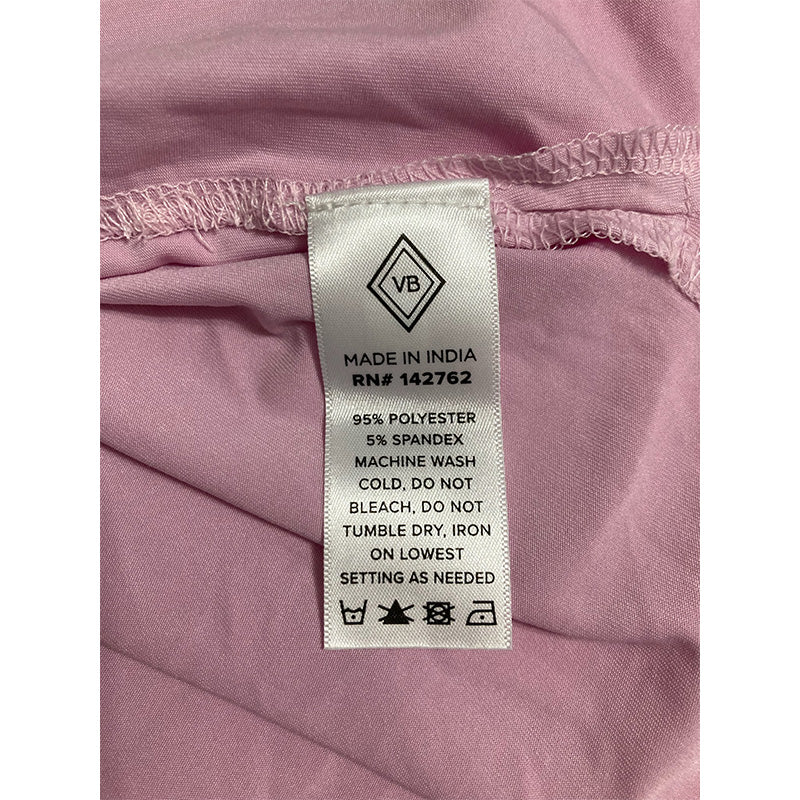 VB
MADE IN INDIA
RN# 142762
95% POLYESTER
5% SPANDEX
MACHINE WASH
COLD, DO NOT
BLEACH, DO NOT
TUMBLE DRY, IRON
ON LOWEST
SETTING AS NEEDED